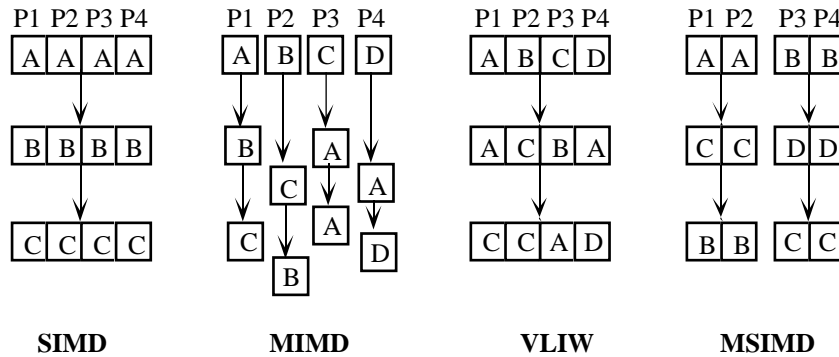 P1 P2 P3 P4 P1 P2 P3 P4 P1 P2 P3 P4 P1 P2 P3 P4
A A A A A B C D A B C D A A B B
B B B B B A A C B A C C D D
C A
C C C C C A C C A D B B C C
B D
SIMD MIMD VLIW MSIMD